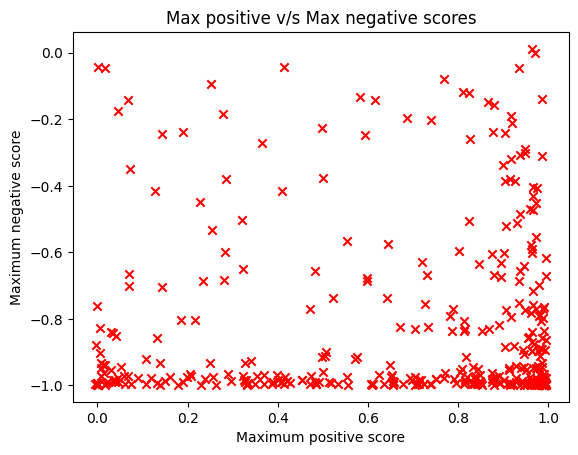 Max positive v/s Max negative scores
0.0
−0.2
−0.4
−0.6
−0.8
−1.0
Maximum negative score
0.0 0.2 0.4 0.6 0.8 1.0
Maximum positive score